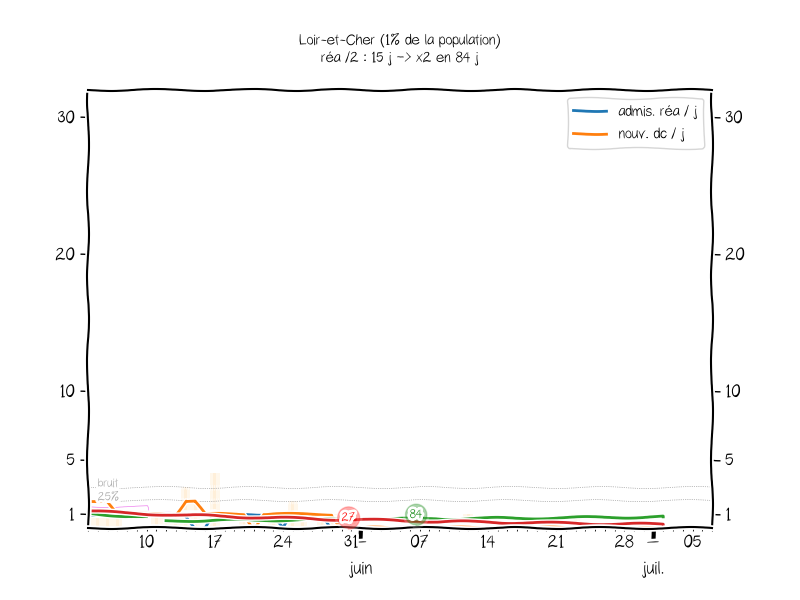 Loir-et-Cher (1% de la population)
réa /2 : 15 j -> x2 en 84 j
admis. réa / j
nouv. dc / j
30 30
20 20
10 10
5 5
bruit
25%
1 27 84 1
10 17 24 31 07 14 21 28 05
juin juil.